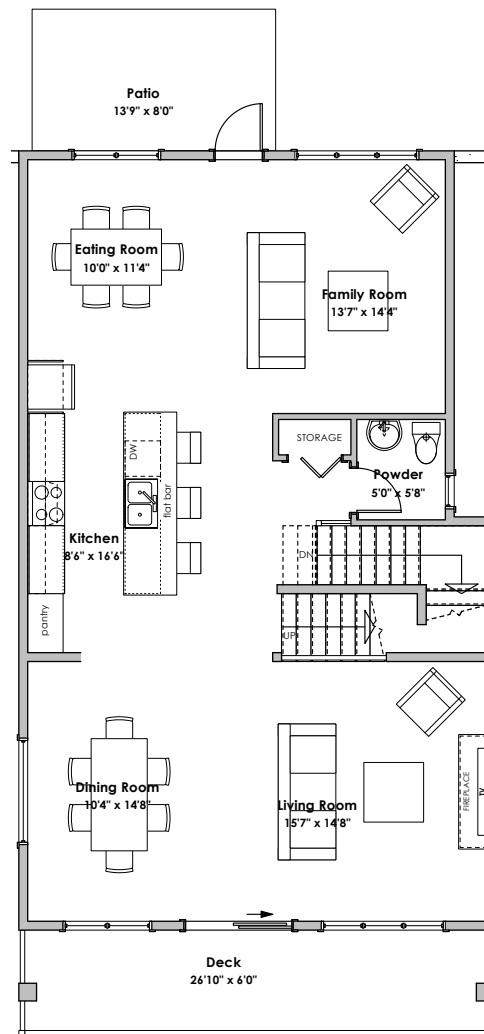 Patio
13'9" x 8'0"
Eating Room
10'0" x 11'4"
Family Room
13'7" x 14'4"
STORAGE
Powder
5'0" x 5'8"
DW
flat bar
Kitchen
8'6" x 16'6"
DN
pantry
UP
Dining Room
10'4" x 14'8"
Living Room
15'7" x 14'8"
FIREPLACE
TV
Deck
26'10" x 6'0"